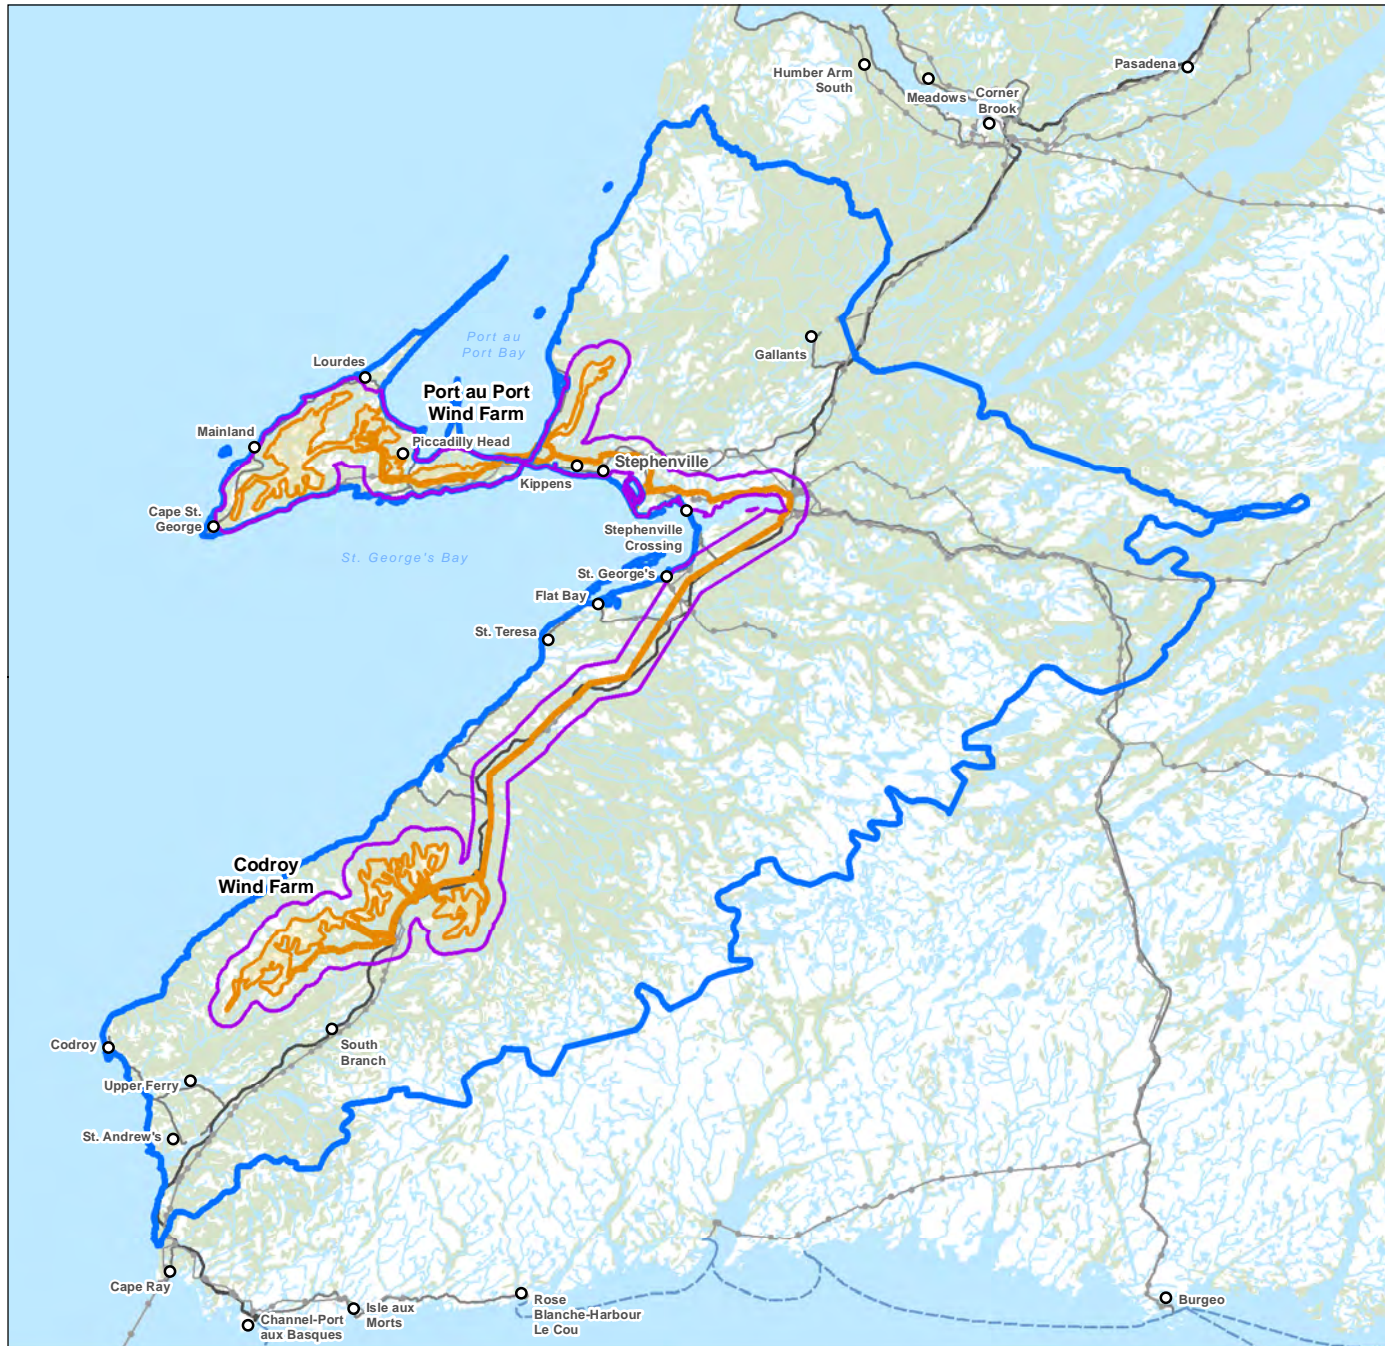 Humber Arm
South
Meadows
Corner
Brook
Pasadena
Port au
Port Bay
Gallants
Lourdes
Port au Port
Wind Farm
Mainland
Piccadilly Head
Stephenville
Kippens
Cape St.
George
Stephenville
Crossing
St. George's Bay
St. George's
Flat Bay
St. Teresa
Codroy
Wind Farm
Codroy
South
Branch
Upper Ferry
St. Andrew's
Cape Ray
Channel-Port
aux Basques
Isle aux
Morts
Rose
Blanche-Harbour
Le Cou
Burgeo